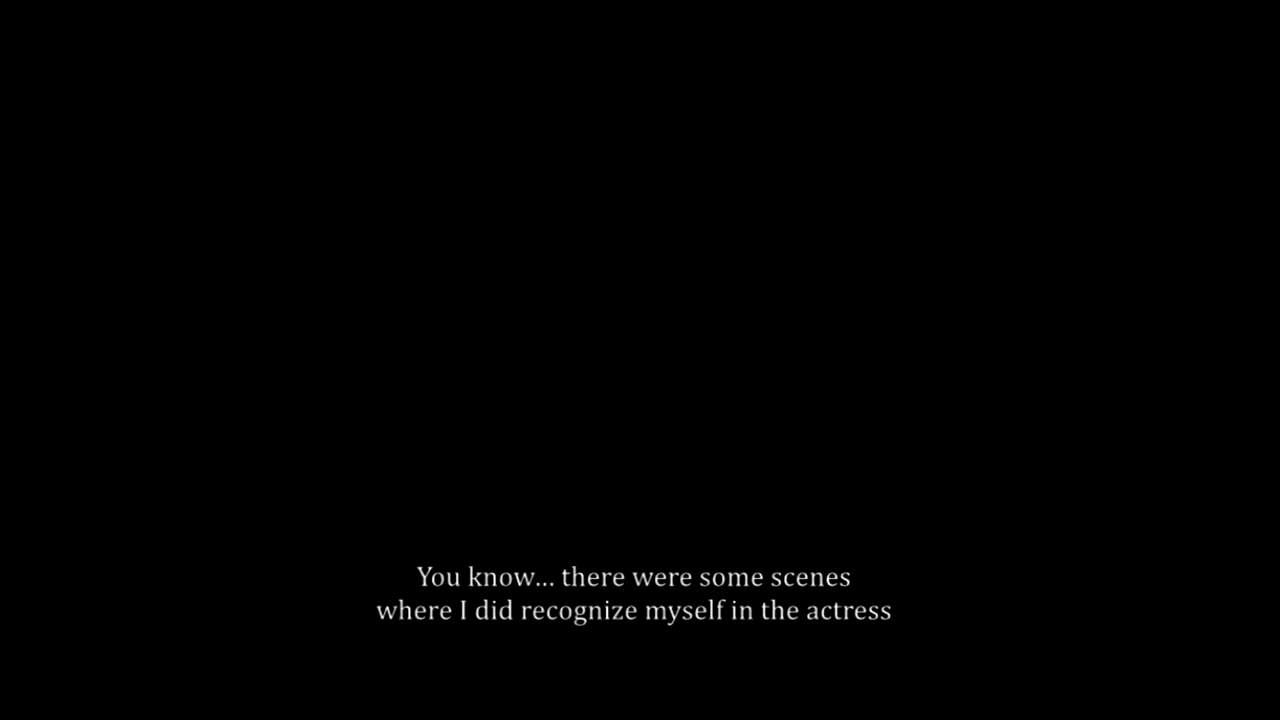 You know... there were some scenes
where I did recognize myself in the actress